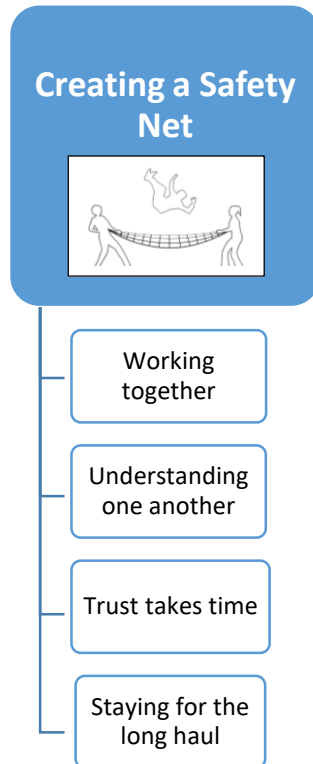 Creating a Safety
Net
Working
together
Understanding
one another
Trust takes time
Staying for the
long haul